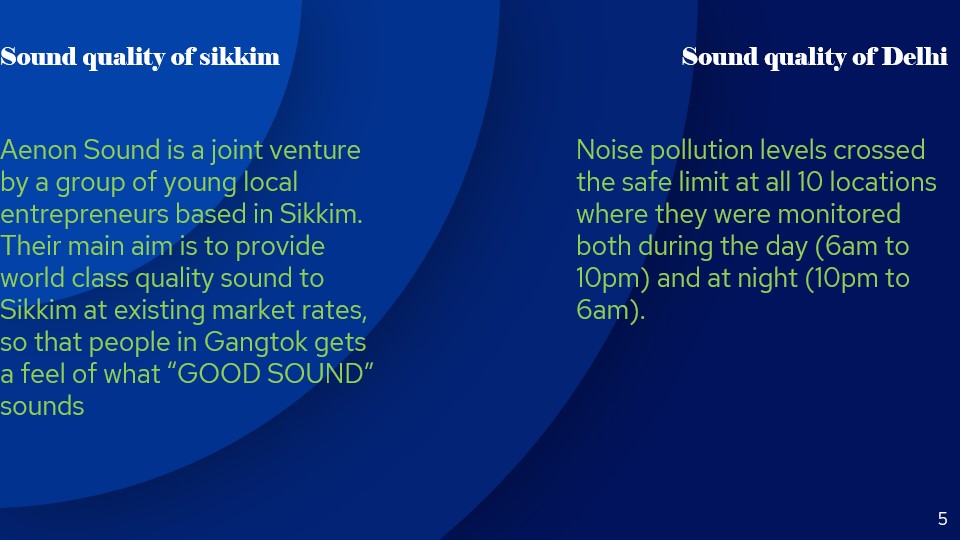 Sound quality of sikkim
Aenon Sound is a joint venture
by a group of young local
entrepreneurs based in Sikkim.
Their main aim is to provide
world class quality sound to
Sikkim at existing market rates,
so that people in Gangtok gets
a feel of what “GOOD SOUND”
sounds
Sound quality of Delhi
Noise pollution levels crossed
the safe limit at all 10 locations
where they were monitored
both during the day (6am to
10pm) and at night (10pm to
6am).
5